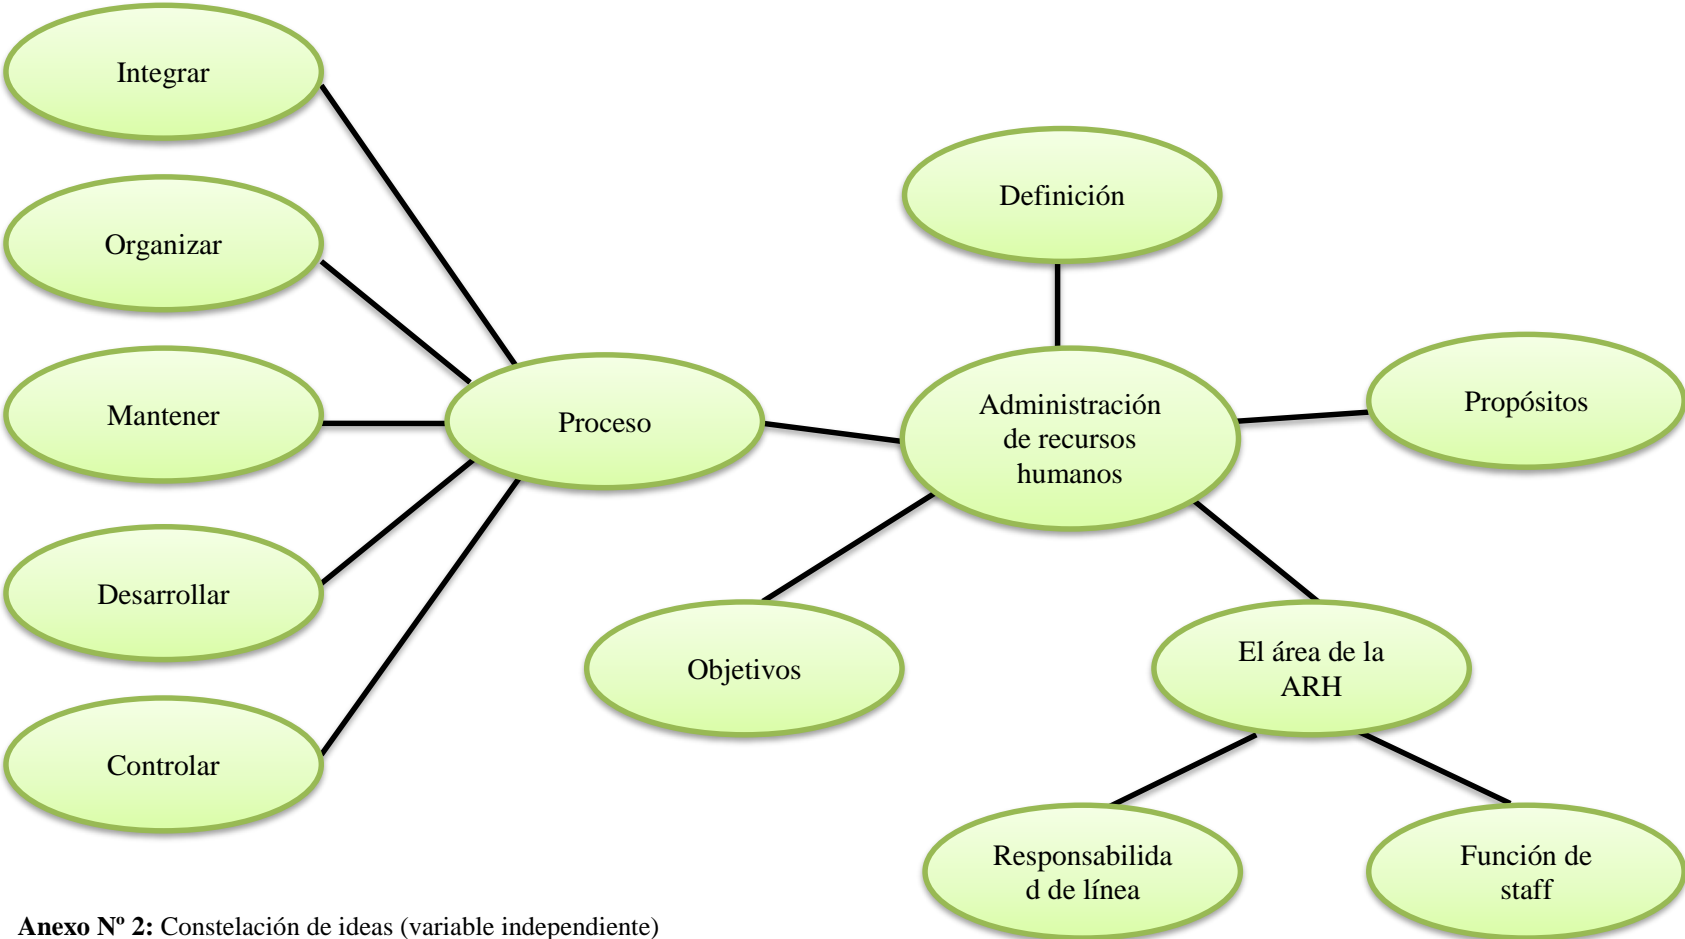 Integrar
Organizar
Mantener
Desarrollar
Controlar
Proceso
Definición
Administración
de recursos
humanos
Propósitos
Objetivos
El área de la
ARH
Responsabilida
d de línea
Función de
staff
Anexo Nº 2: Constelación de ideas (variable independiente)